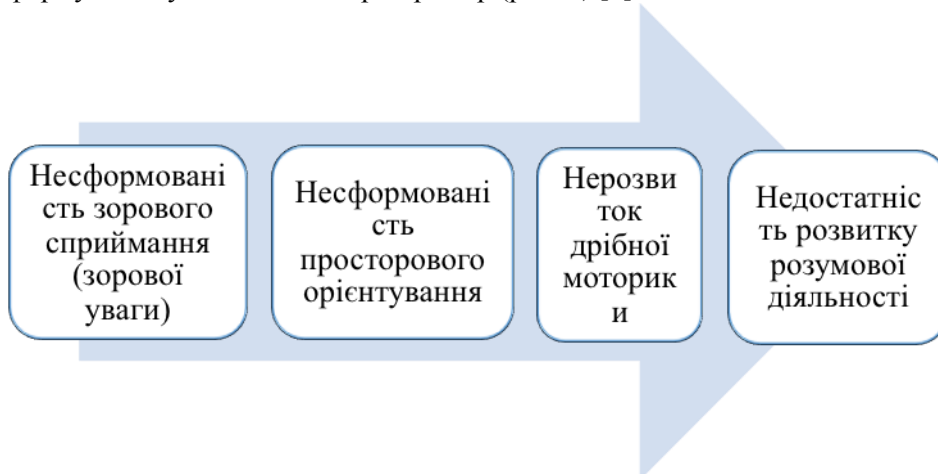 Несформовані
сть зорового
сприймання
(зорової
уваги)
Несформовані
сть
просторового
орієнтування
Нерозви
ток
дрібної
моторик
и
Недостатніс
ть розвитку
розумової
діяльності